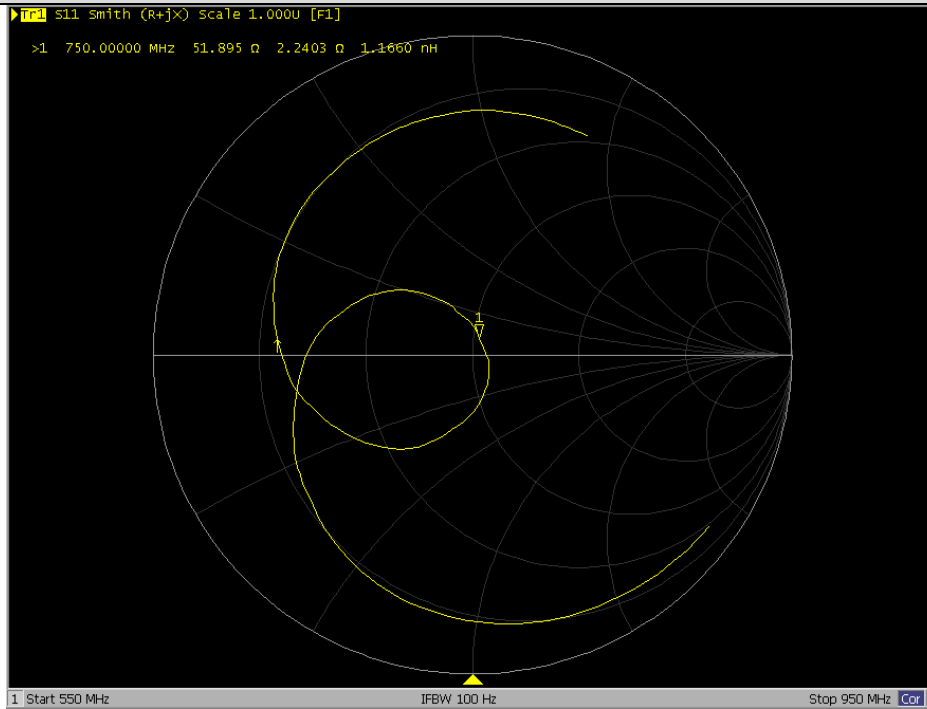 Tr1 S11 Smith (R+jX) Scale 1.000U [F1]
>1 750.00000 MHz 51.895 Ω 2.2403 Ω 1.1660 nH
1
1 Start 550 MHz IFBW 100 Hz Stop 950 MHz Cor